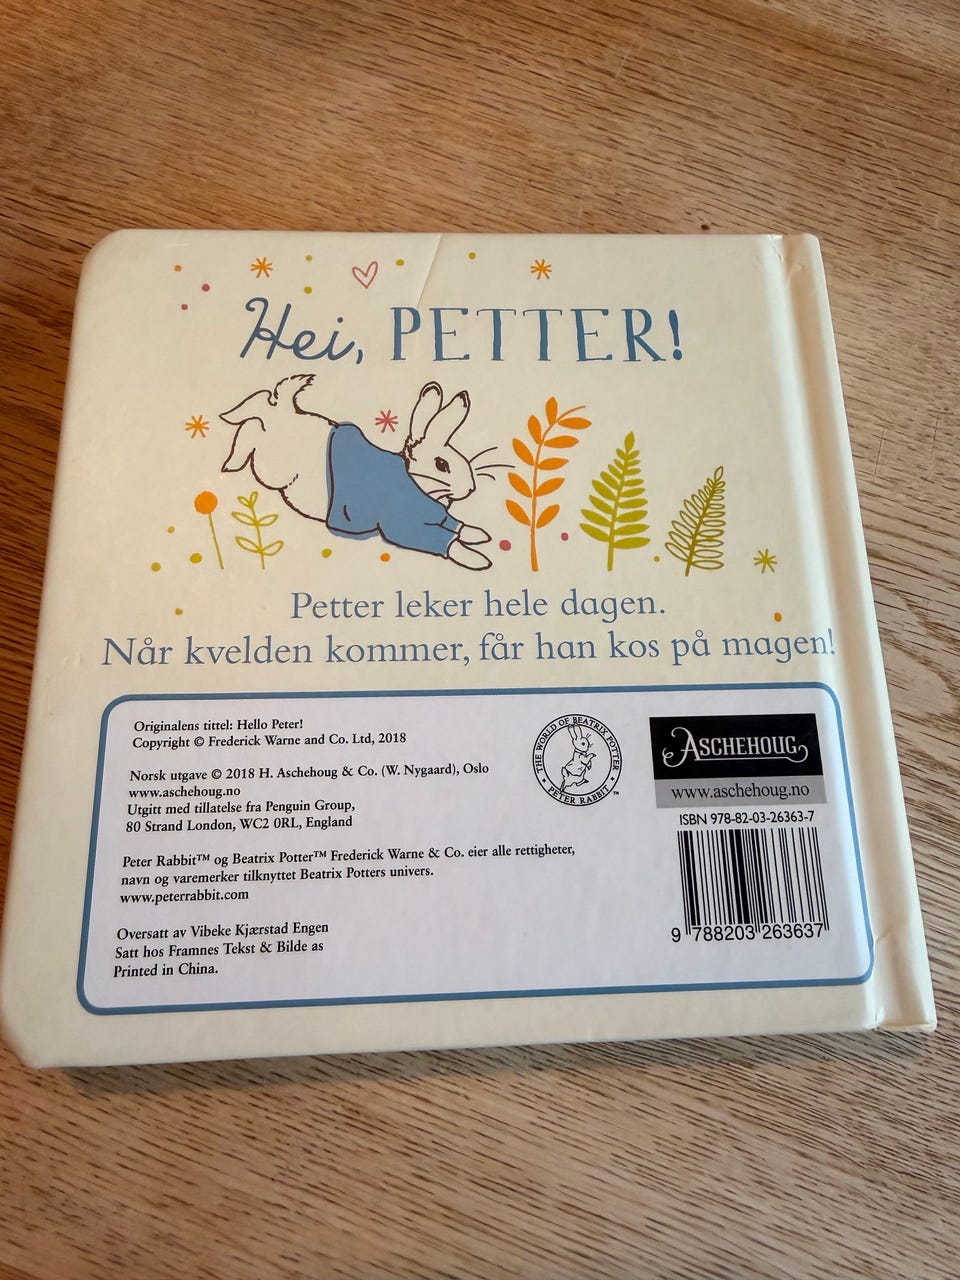 Hei, PETTER!
Petter leker hele dagen.
Når kvelden kommer, får han kos på magen!
Originalens tittel: Hello Peter!
Copyright © Frederick Warne and Co. Ltd, 2018
Norsk utgave © 2018 H. Aschehoug & Co. (W. Nygaard), Oslo
www.aschehoug.no
Utgitt med tillatelse fra Penguin Group,
80 Strand London, WC2 0RL, England
Peter Rabbit™ og Beatrix Potter™ Frederick Warne & Co. eier alle rettigheter,
navn og varemerker tilknyttet Beatrix Potters univers.
www.peterrabbit.com
Oversatt av Vibeke Kjærstad Engen
Satt hos Framnes Tekst & Bilde as
Printed in China.
THE WORLD OF BEATRIX POTTER
PETER RABBIT ™
ASCHEHOUG
www.aschehoug.no
ISBN 978-82-03-26363-7
9 788203 263637